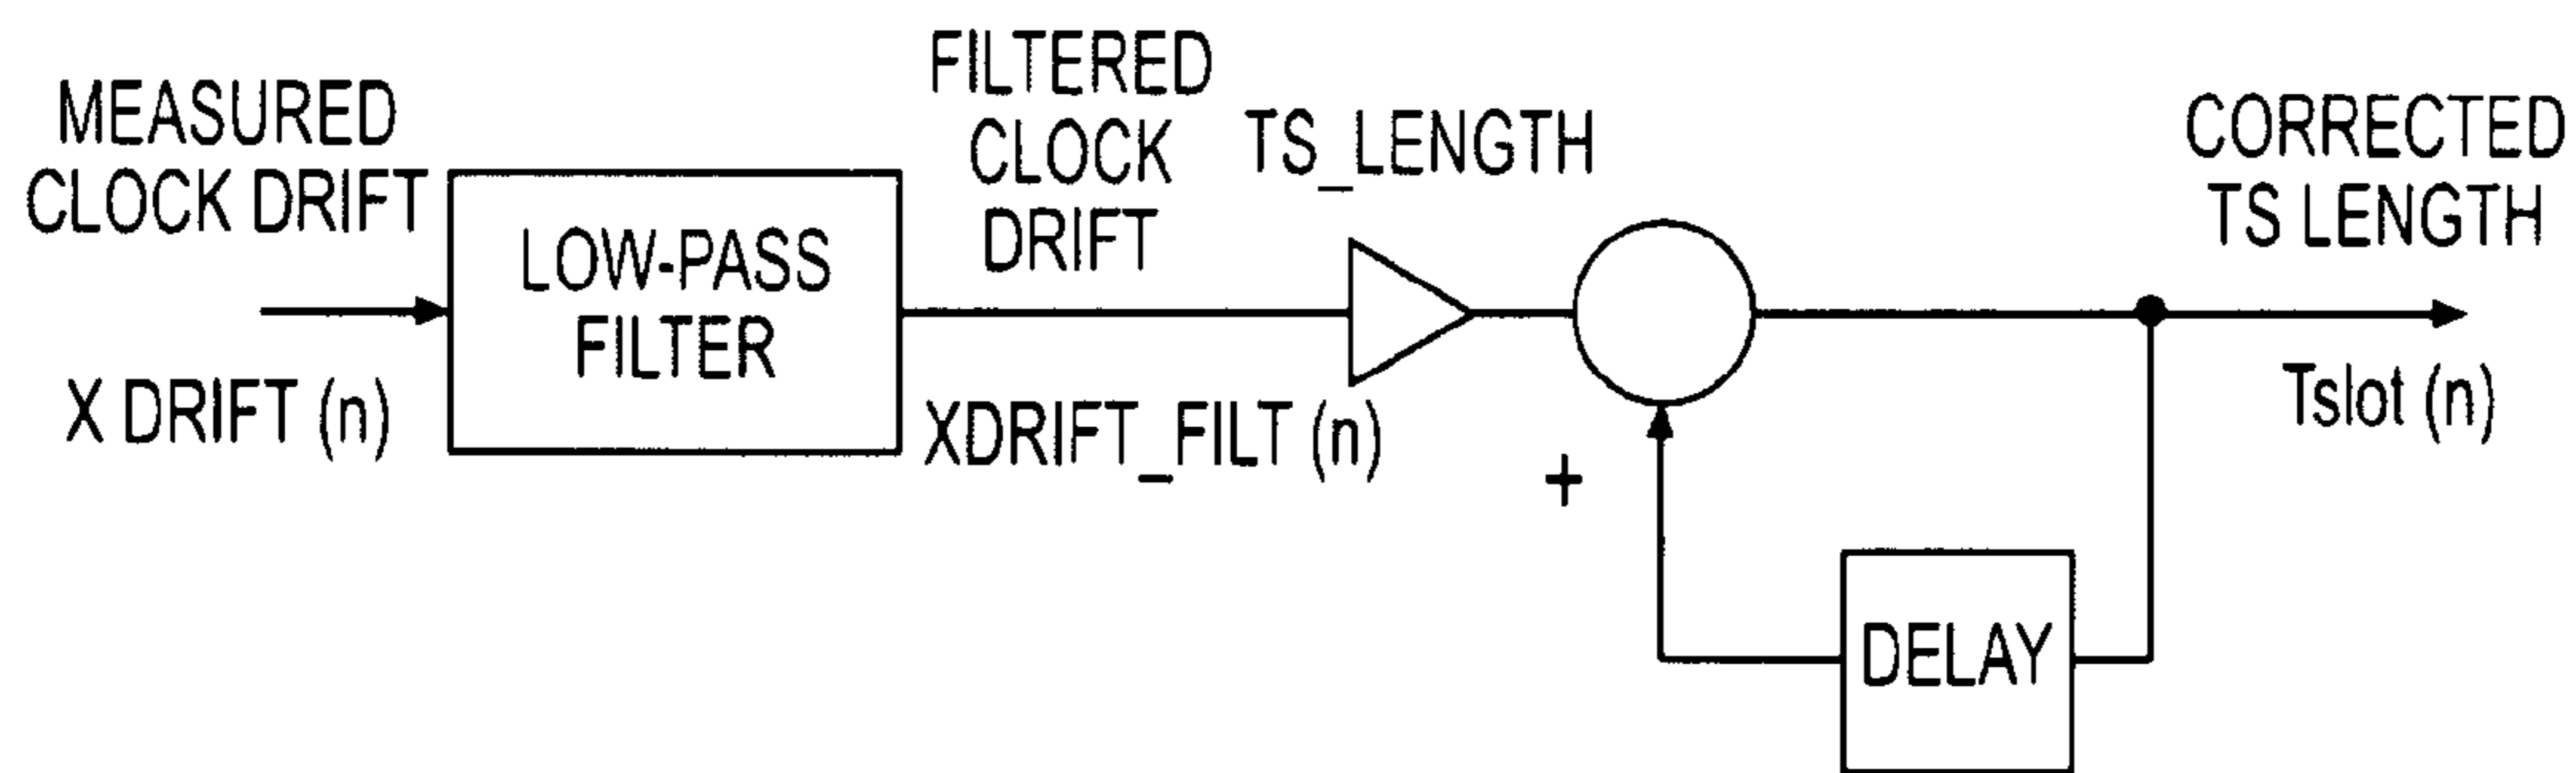 MEASURED
CLOCK DRIFT
X DRIFT (n)
LOW-PASS
FILTER
FILTERED
CLOCK
DRIFT
XDRIFT_FILT (n)
TS_LENGTH
+
DELAY
CORRECTED
TS LENGTH
Tslot (n)